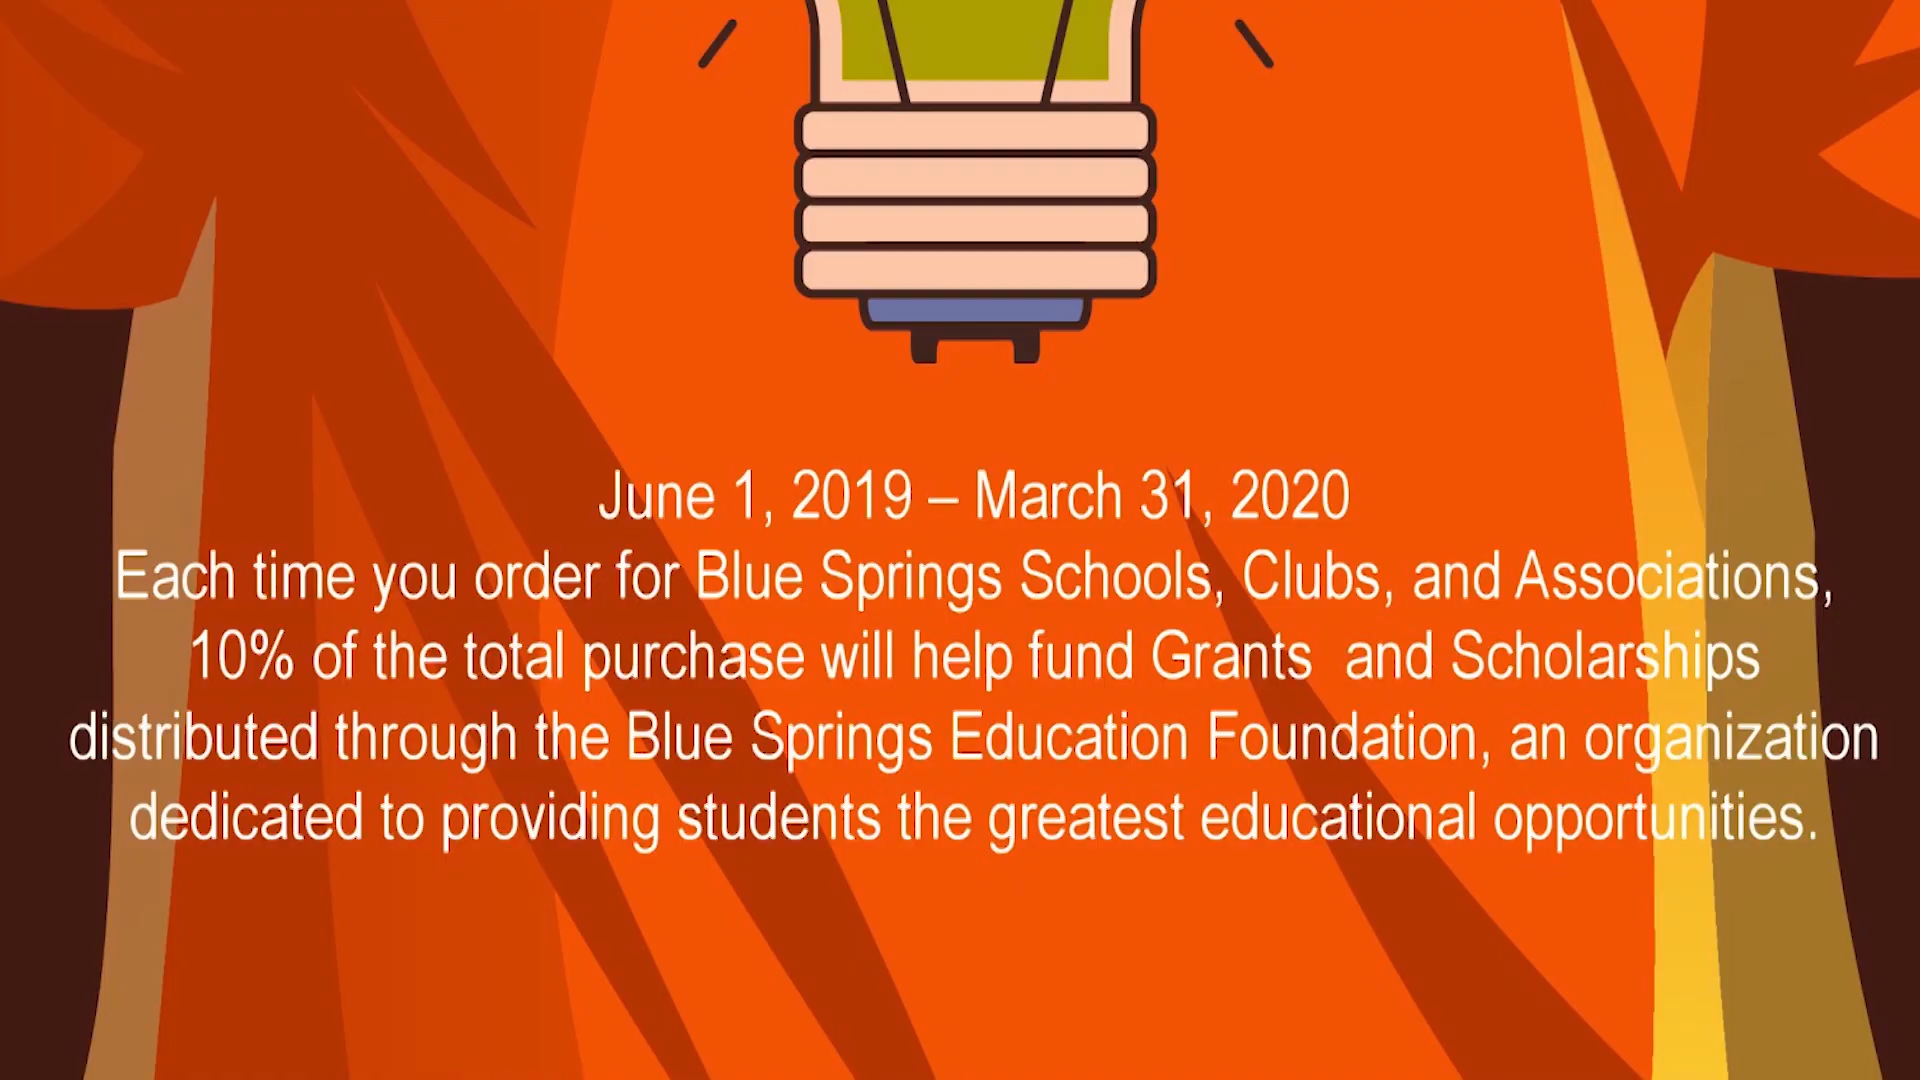 June 1, 2019 – March 31, 2020
Each time you order for Blue Springs Schools, Clubs, and Associations,
10% of the total purchase will help fund Grants  and Scholarships
distributed through the Blue Springs Education Foundation, an organization
dedicated to providing students the greatest educational opportunities.